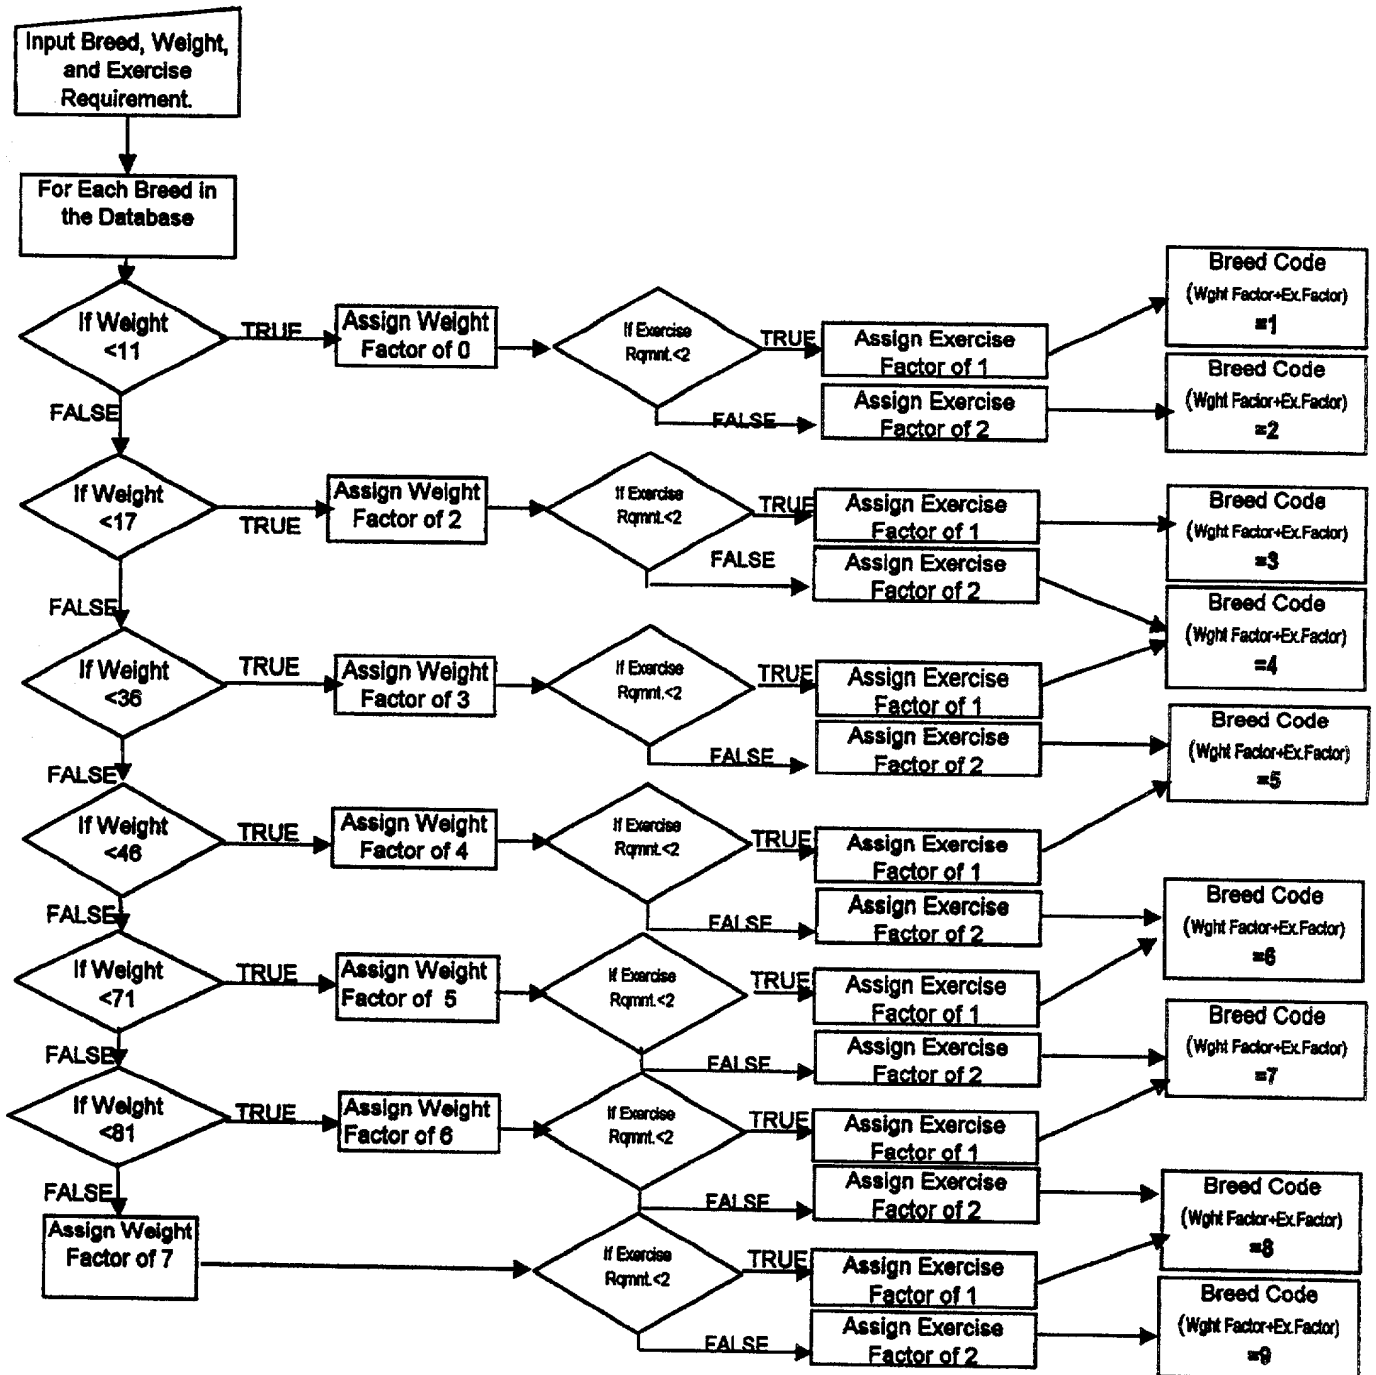 Input Breed, Weight,
and Exercise
Requirement.
For Each Breed in
the Database
If Weight
<11
TRUE
Assign Weight
Factor of 0
If Exercise
Rqmnt.<2
TRUE
Assign Exercise
Factor of 1
Breed Code
(Wght Factor+Ex.Factor)
=1
FALSE
Assign Exercise
Factor of 2
Breed Code
(Wght Factor+Ex.Factor)
=2
FALSE
If Weight
<17
TRUE
Assign Weight
Factor of 2
If Exercise
Rqmnt.<2
TRUE
Assign Exercise
Factor of 1
Breed Code
(Wght Factor+Ex.Factor)
=3
FALSE
Assign Exercise
Factor of 2
Breed Code
(Wght Factor+Ex.Factor)
=4
FALSE
If Weight
<36
TRUE
Assign Weight
Factor of 3
If Exercise
Rqmnt.<2
TRUE
Assign Exercise
Factor of 1
FALSE
Assign Exercise
Factor of 2
Breed Code
(Wght Factor+Ex.Factor)
=5
FALSE
If Weight
<46
TRUE
Assign Weight
Factor of 4
If Exercise
Rqmnt.<2
TRUE
Assign Exercise
Factor of 1
FALSE
Assign Exercise
Factor of 2
Breed Code
(Wght Factor+Ex.Factor)
=6
FALSE
If Weight
<71
TRUE
Assign Weight
Factor of 5
If Exercise
Rqmnt.<2
TRUE
Assign Exercise
Factor of 1
FALSE
Assign Exercise
Factor of 2
Breed Code
(Wght Factor+Ex.Factor)
=7
FALSE
If Weight
<81
TRUE
Assign Weight
Factor of 6
If Exercise
Rqmnt.<2
TRUE
Assign Exercise
Factor of 1
FALSE
Assign Exercise
Factor of 2
Breed Code
(Wght Factor+Ex.Factor)
=8
FALSE
Assign Weight
Factor of 7
If Exercise
Rqmnt.<2
TRUE
Assign Exercise
Factor of 1
FALSE
Assign Exercise
Factor of 2
Breed Code
(Wght Factor+Ex.Factor)
=9